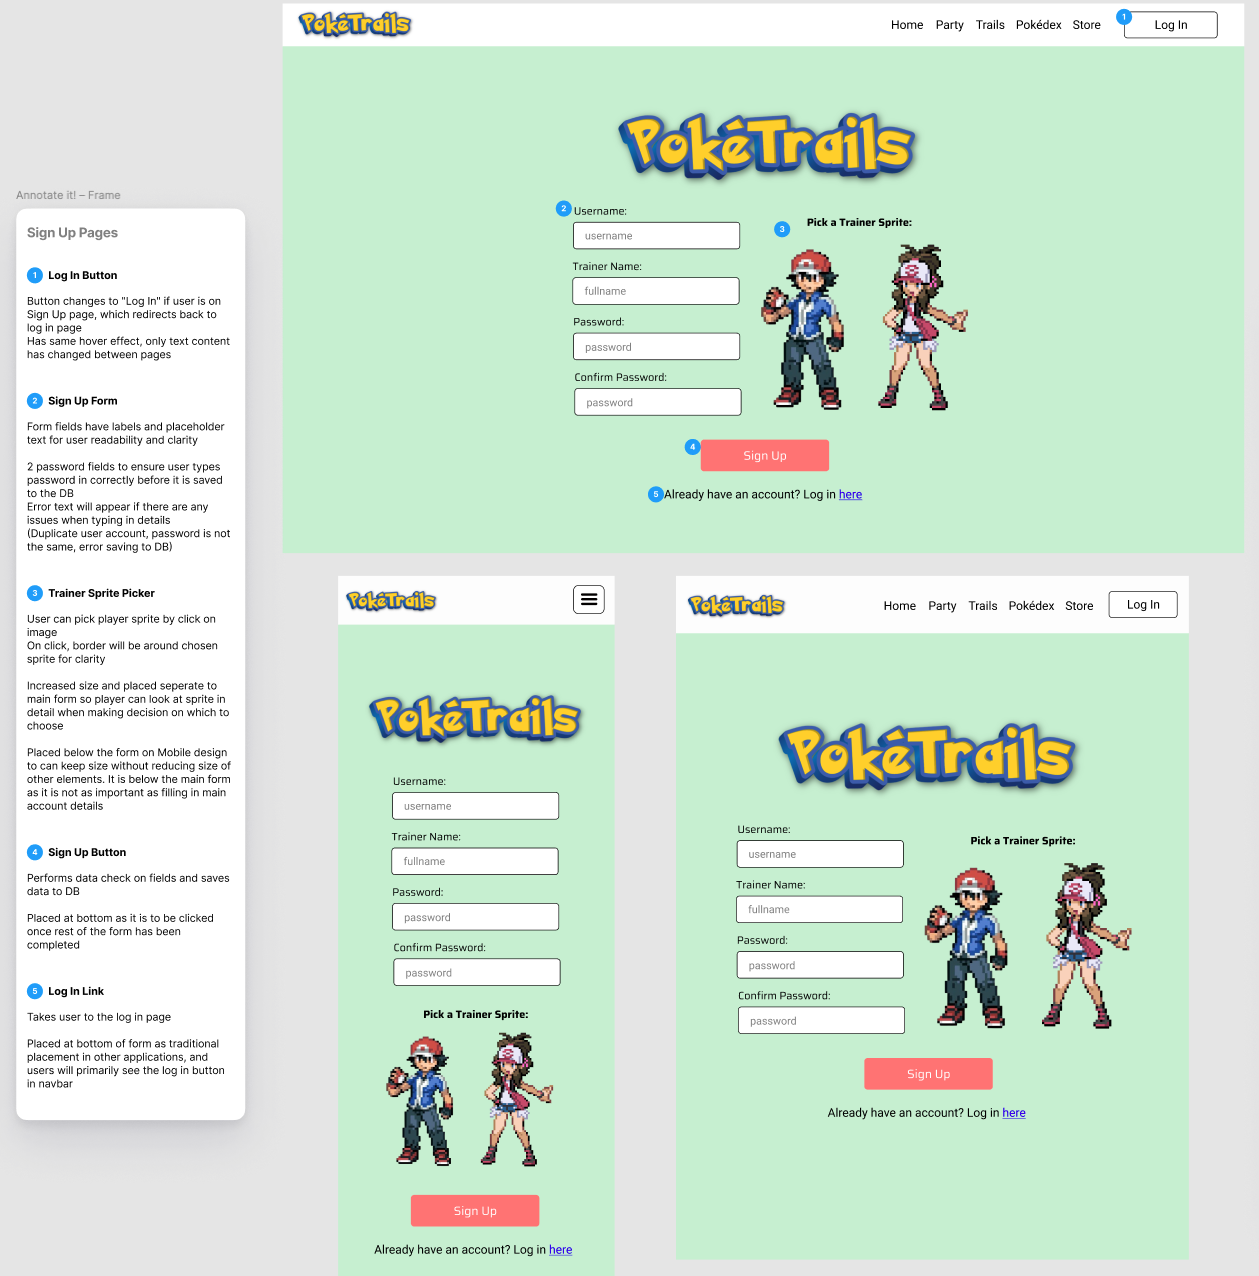 Annotate it! – Frame
Sign Up Pages
1 Log In Button
Button changes to "Log In" if user is on
Sign Up page, which redirects back to
log in page
Has same hover effect, only text content
has changed between pages
2 Sign Up Form
Form fields have labels and placeholder
text for user readability and clarity
2 password fields to ensure user types
password in correctly before it is saved
to the DB
Error text will appear if there are any
issues when typing in details
(Duplicate user account, password is not
the same, error saving to DB)
3 Trainer Sprite Picker
User can pick player sprite by click on
image
On click, border will be around chosen
sprite for clarity
Increased size and placed seperate to
main form so player can look at sprite in
detail when making decision on which to
choose
Placed below the form on Mobile design
to can keep size without reducing size of
other elements. It is below the main form
as it is not as important as filling in main
account details
4 Sign Up Button
Performs data check on fields and saves
data to DB
Placed at bottom as it is to be clicked
once rest of the form has been
completed
5 Log In Link
Takes user to the log in page
Placed at bottom of form as traditional
placement in other applications, and
users will primarily see the log in button
in navbar
PokéTrails
Home Party Trails Pokédex Store 1 Log In
PokéTrails
2 Username:
username
Trainer Name:
fullname
Password:
password
Confirm Password:
password
3 Pick a Trainer Sprite:
4 Sign Up
5 Already have an account? Log in here
PokéTrails
PokéTrails
Username:
username
Trainer Name:
fullname
Password:
password
Confirm Password:
password
Pick a Trainer Sprite:
Sign Up
Already have an account? Log in here
PokéTrails
Home Party Trails Pokédex Store Log In
PokéTrails
Username:
username
Trainer Name:
fullname
Password:
password
Confirm Password:
password
Pick a Trainer Sprite:
Sign Up
Already have an account? Log in here